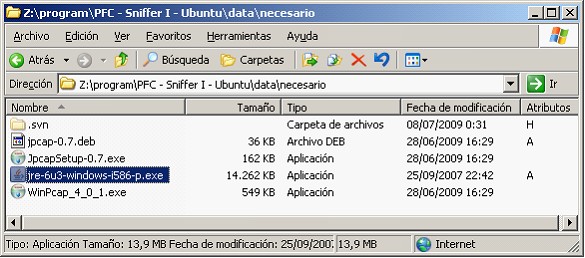 Z:\program\PFC - Sniffer I - Ubuntu\data\necesario
Archivo Edición Ver Favoritos Herramientas Ayuda
Atrás Búsqueda Carpetas
Dirección Z:\program\PFC - Sniffer I - Ubuntu\data\necesario Ir
Nombre Tamaño Tipo Fecha de modificación Atributos
.svn Carpeta de archivos 08/07/2009 0:31 H
jpcap-0.7.deb 36 KB Archivo DEB 28/06/2009 16:29 A
JpcapSetup-0.7.exe 162 KB Aplicación 28/06/2009 16:29 A
jre-6u3-windows-i586-p.exe 14.262 KB Aplicación 25/09/2007 22:42 A
WinPcap_4_0_1.exe 549 KB Aplicación 28/06/2009 16:29 A
Tipo: Aplicación Tamaño: 13,9 MB Fecha de modificación: 25/09/2007 13,9 MB Internet